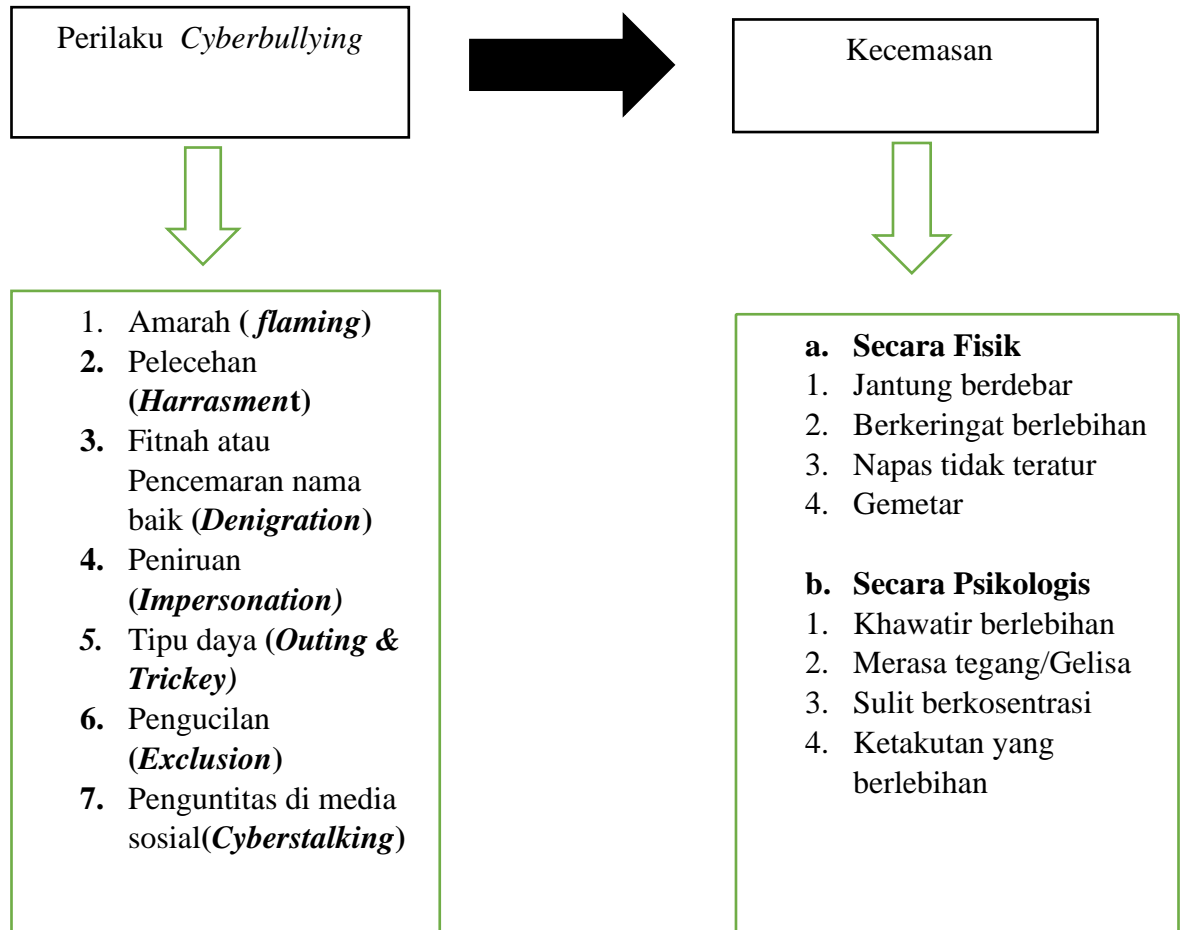 Perilaku Cyberbullying
Kecemasan
1. Amarah ( flaming)
2. Pelecehan
(Harrasment)
3. Fitnah atau
Pencemaran nama
baik (Denigration)
4. Peniruan
(Impersonation)
5. Tipu daya (Outing &
Trickey)
6. Pengucilan
(Exclusion)
7. Penguntitas di media
sosial(Cyberstalking)
a. Secara Fisik
1. Jantung berdebar
2. Berkeringat berlebihan
3. Napas tidak teratur
4. Gemetar
b. Secara Psikologis
1. Khawatir berlebihan
2. Merasa tegang/Gelisa
3. Sulit berkosentrasi
4. Ketakutan yang
berlebihan